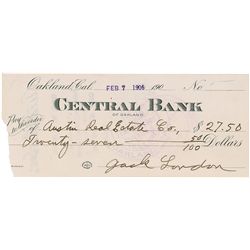 Oakland, Cal. FEB 7 1906 190 No
CENTRAL BANK
OF OAKLAND
Pay to the order of Austin Real Estate Co., $27.50
Twenty-seven 50/100 Dollars
Jack London